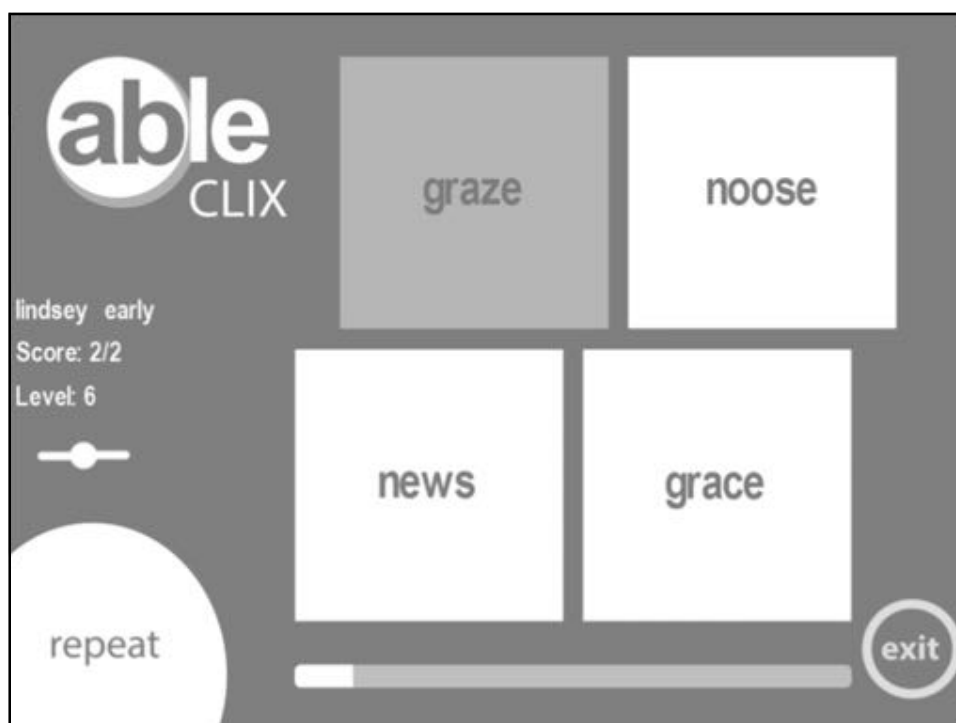 able
CLIX
graze
noose
lindsey early
Score: 2/2
Level: 6
news
grace
repeat
exit